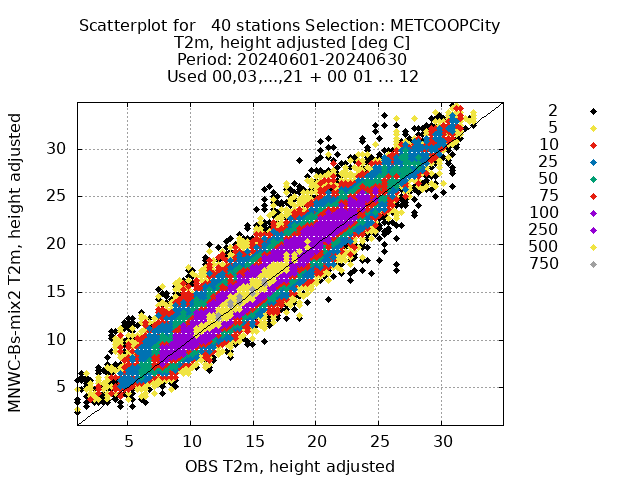 Scatterplot for   40 stations Selection: METCOOPCity
T2m, height adjusted [deg C]
Period: 20240601-20240630
Used 00,03,...,21 + 00 01 ... 12
MNWC-Bs-mix2 T2m, height adjusted
30
25
20
15
10
5
5 10 15 20 25 30
OBS T2m, height adjusted
2
5
10
25
50
75
100
250
500
750